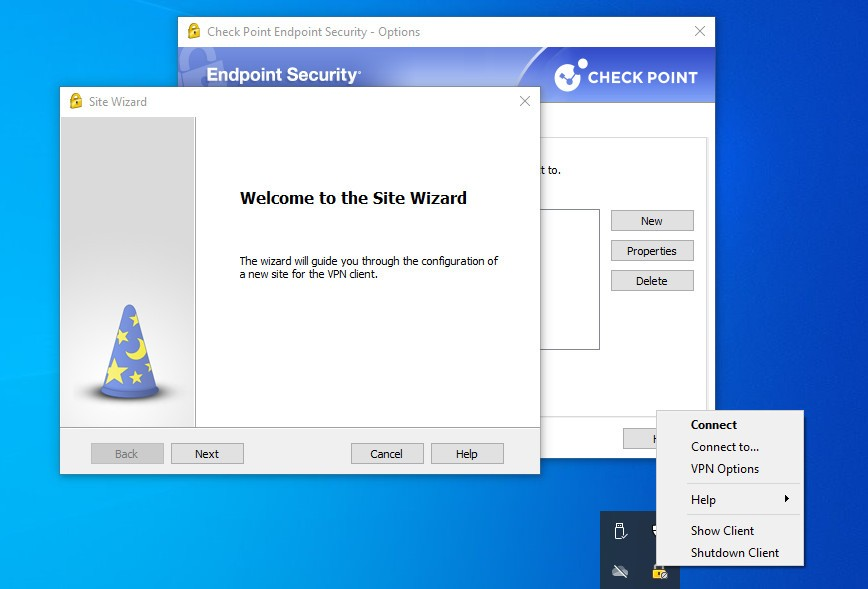 Check Point Endpoint Security - Options
Endpoint Security
CHECK POINT
Site Wizard
Welcome to the Site Wizard
The wizard will guide you through the configuration of
a new site for the VPN client.
Back
Next
Cancel
Help
to.
New
Properties
Delete
Connect
Connect to...
VPN Options
Help
Show Client
Shutdown Client